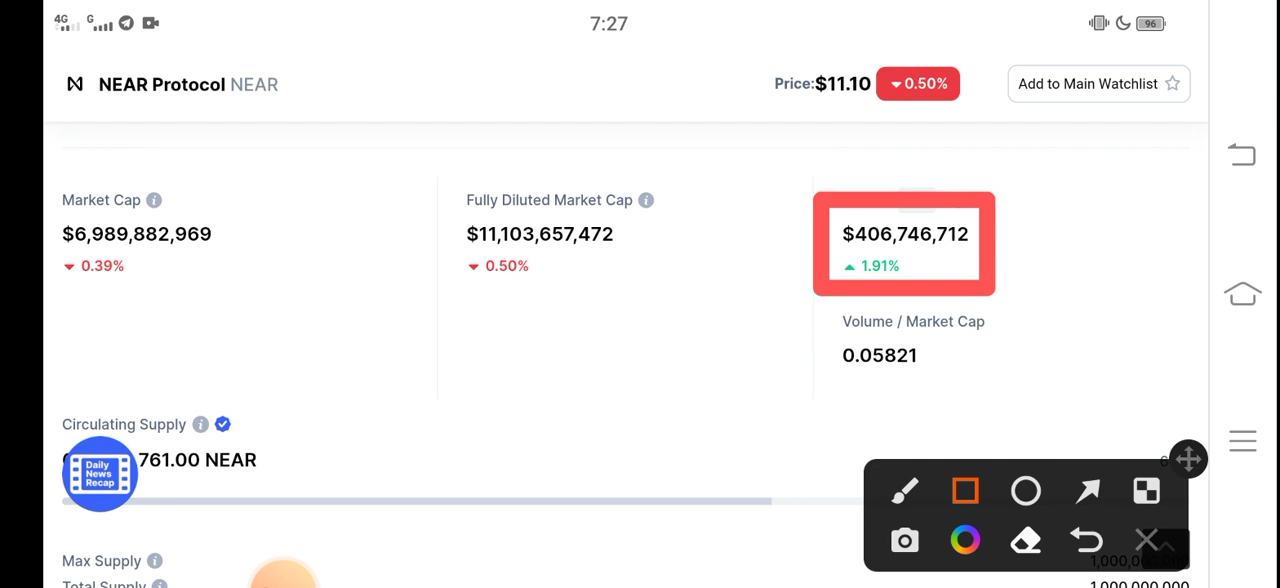 4G G 7:27 96
NEAR Protocol NEAR Price:$11.10 0.50% Add to Main Watchlist
Market Cap Fully Diluted Market Cap
$6,989,882,969 $11,103,657,472 $406,746,712
0.39% 0.50% 1.91%
Volume / Market Cap
0.05821
Circulating Supply
761.00 NEAR
Daily
News
Recap
Max Supply
Total Supply 1,000,000,000